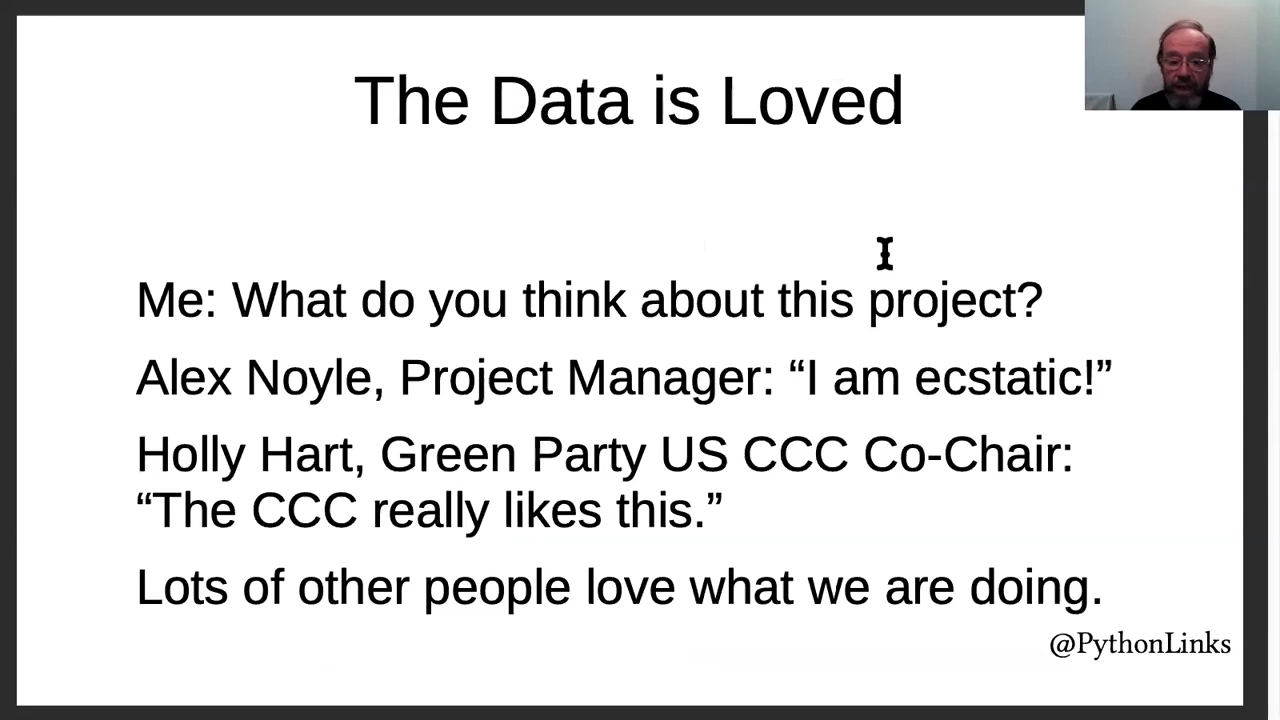 The Data is Loved
Me: What do you think about this project?
Alex Noyle, Project Manager: “I am ecstatic!”
Holly Hart, Green Party US CCC Co-Chair:
“The CCC really likes this.”
Lots of other people love what we are doing.
@PythonLinks